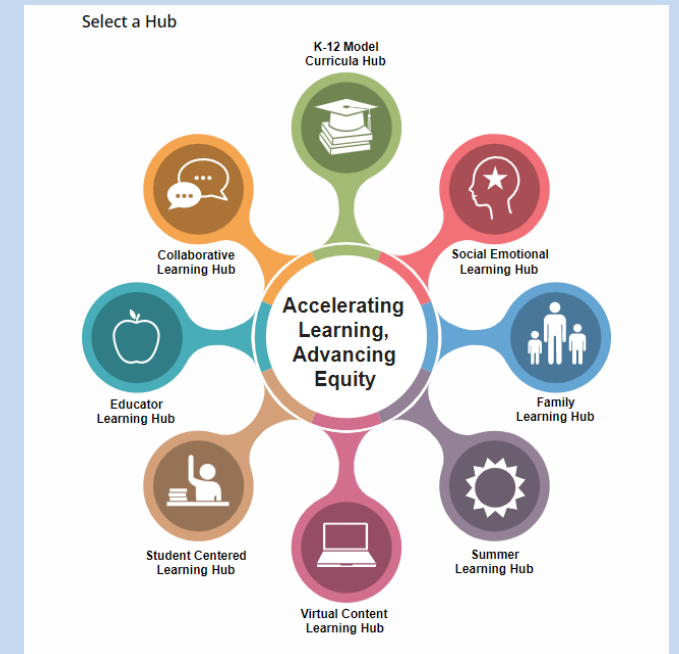 Select a Hub
K-12 Model
Curricula Hub
Social Emotional
Learning Hub
Family
Learning Hub
Summer
Learning Hub
Virtual Content
Learning Hub
Student Centered
Learning Hub
Educator
Learning Hub
Collaborative
Learning Hub
Accelerating
Learning,
Advancing
Equity